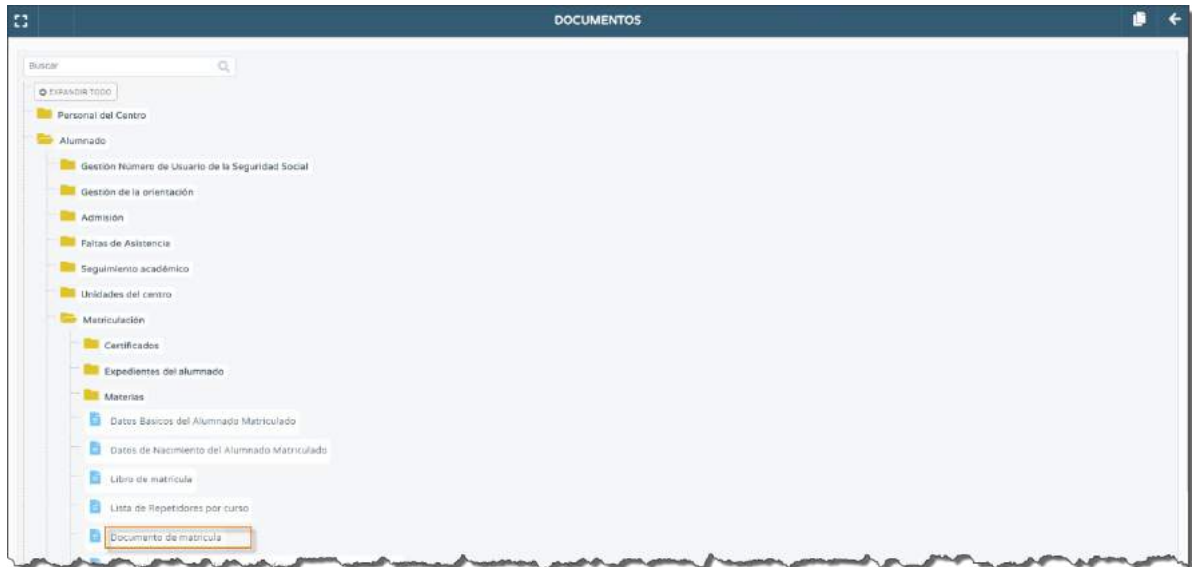 DOCUMENTOS
Buscar
EXPANDIR TODO
Personal del Centro
Alumnado
Gestión Número de Usuario de la Seguridad Social
Gestión de la orientación
Admisión
Faltas de Asistencia
Seguimiento académico
Unidades del centro
Matriculación
Certificados
Expedientes del alumnado
Materias
Datos Basicos del Alumnado Matriculado
Datos de Nacimiento del Alumnado Matriculado
Libro de matrícula
Lista de Repetidores por curso
Documento de matrícula